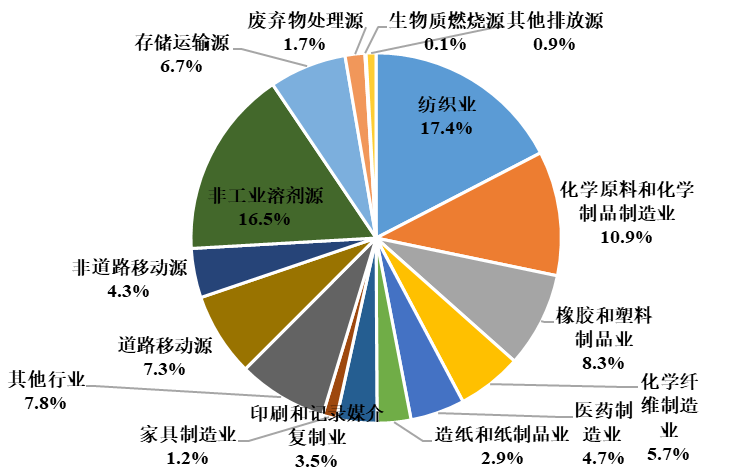 废弃物处理源
1.7%
生物质燃烧源
0.1%
其他排放源
0.9%
存储运输源
6.7%
纺织业
17.4%
化学原料和化学
制品制造业
10.9%
非工业溶剂源
16.5%
非道路移动源
4.3%
橡胶和塑料
制品业
8.3%
道路移动源
7.3%
其他行业
7.8%
化学纤
维制造
业
5.7%
医药制
造业
4.7%
造纸和纸制品业
2.9%
印刷和记录媒介
复制业
3.5%
家具制造业
1.2%